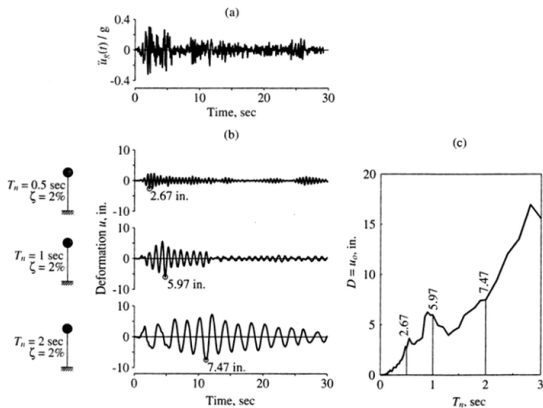 (a)
üg(t) / g
0.4
0
-0.4
0 5 10 15 20 25 30
Time, sec
(b)
Tn = 0.5 sec
ζ = 2%
Tn = 1 sec
ζ = 2%
Tn = 2 sec
ζ = 2%
Deformation u, in.
10
0
-10
2.67 in.
10
0
-10
5.97 in.
10
0
-10
7.47 in.
0 10 20 30
Time, sec
(c)
D = uo, in.
20
15
10
5
0
2.67
5.97
7.47
0 1 2 3
Tn, sec